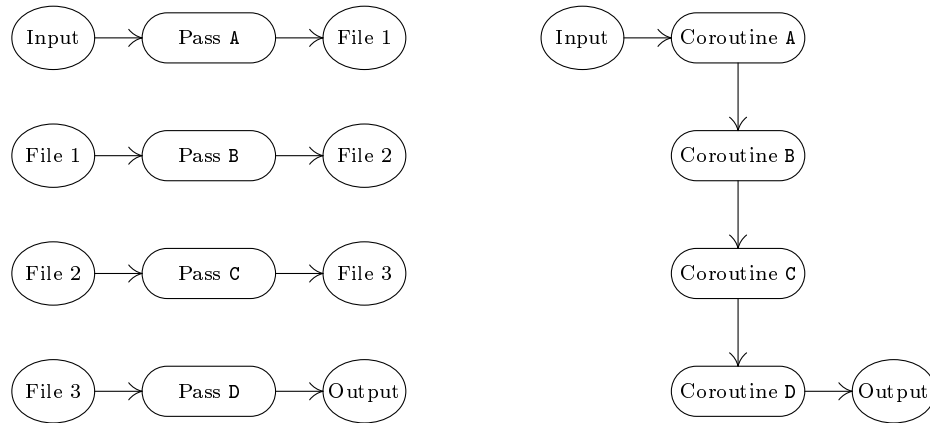 Input Pass A File 1
File 1 Pass B File 2
File 2 Pass C File 3
File 3 Pass D Output
Input Coroutine A
Coroutine B
Coroutine C
Coroutine D Output